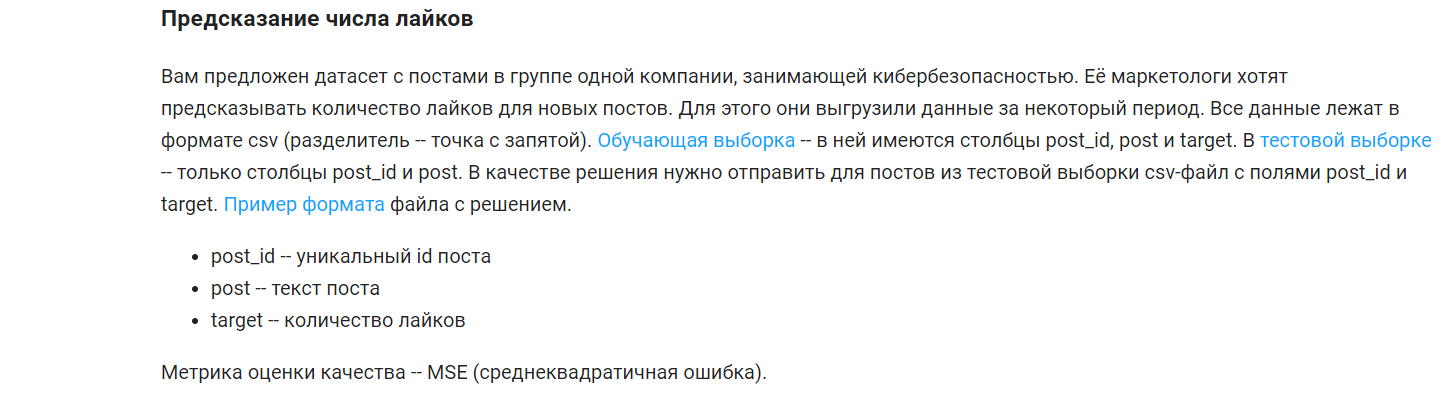 Предсказание числа лайков
Вам предложен датасет с постами в группе одной компании, занимающей кибербезопасностью. Её маркетологи хотят
предсказывать количество лайков для новых постов. Для этого они выгрузили данные за некоторый период. Все данные лежат в
формате csv (разделитель -- точка с запятой). Обучающая выборка -- в ней имеются столбцы post_id, post и target. В тестовой выборке
-- только столбцы post_id и post. В качестве решения нужно отправить для постов из тестовой выборки csv-файл с полями post_id и
target. Пример формата файла с решением.
• post_id -- уникальный id поста
• post -- текст поста
• target -- количество лайков
Метрика оценки качества -- MSE (среднеквадратичная ошибка).